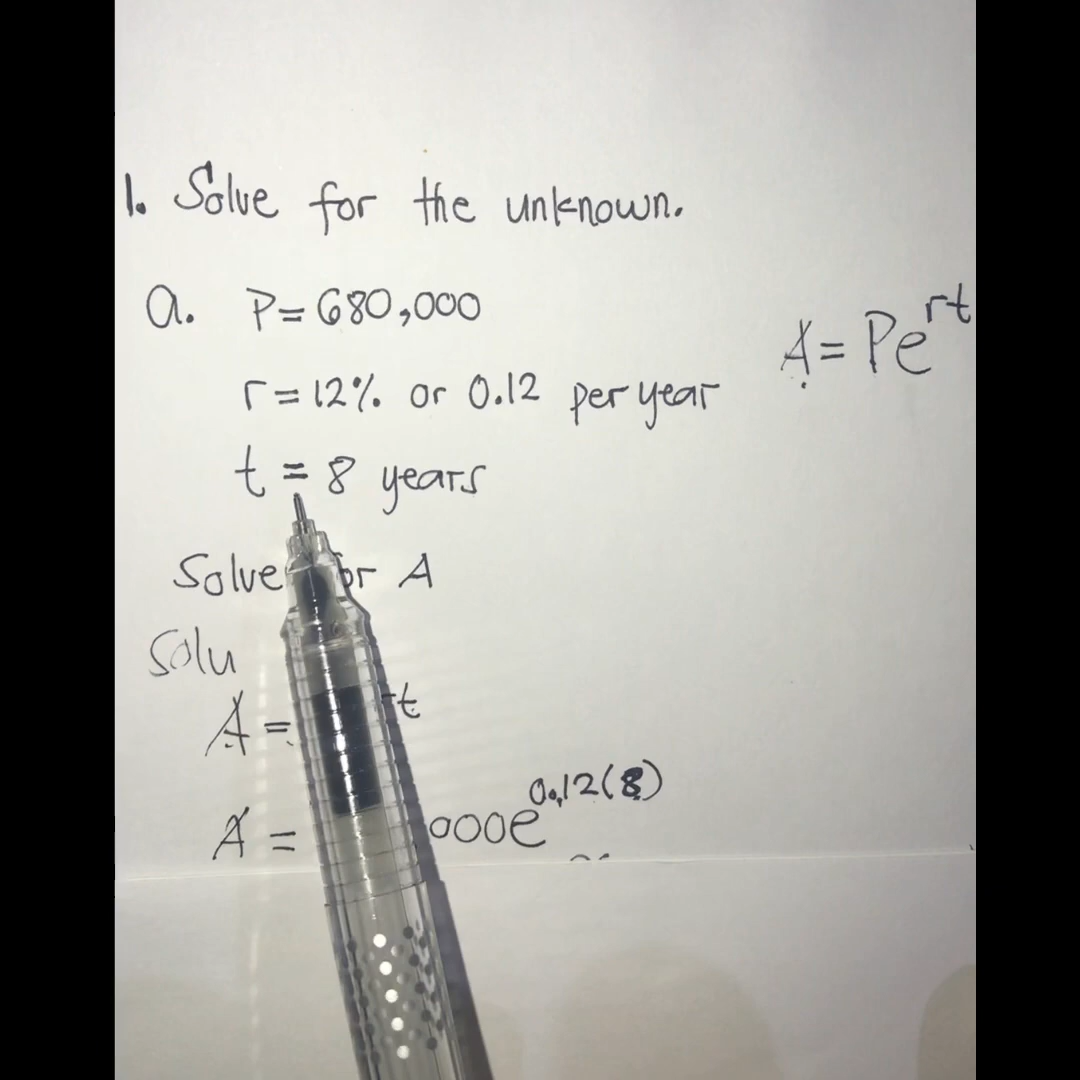 1. Solve for the unknown.
a. P = 680,000
A = Pe^rt
r = 12% or 0.12 per year
t = 8 years
Solve A
Solu
A = t
A = 000e^0.12(8)